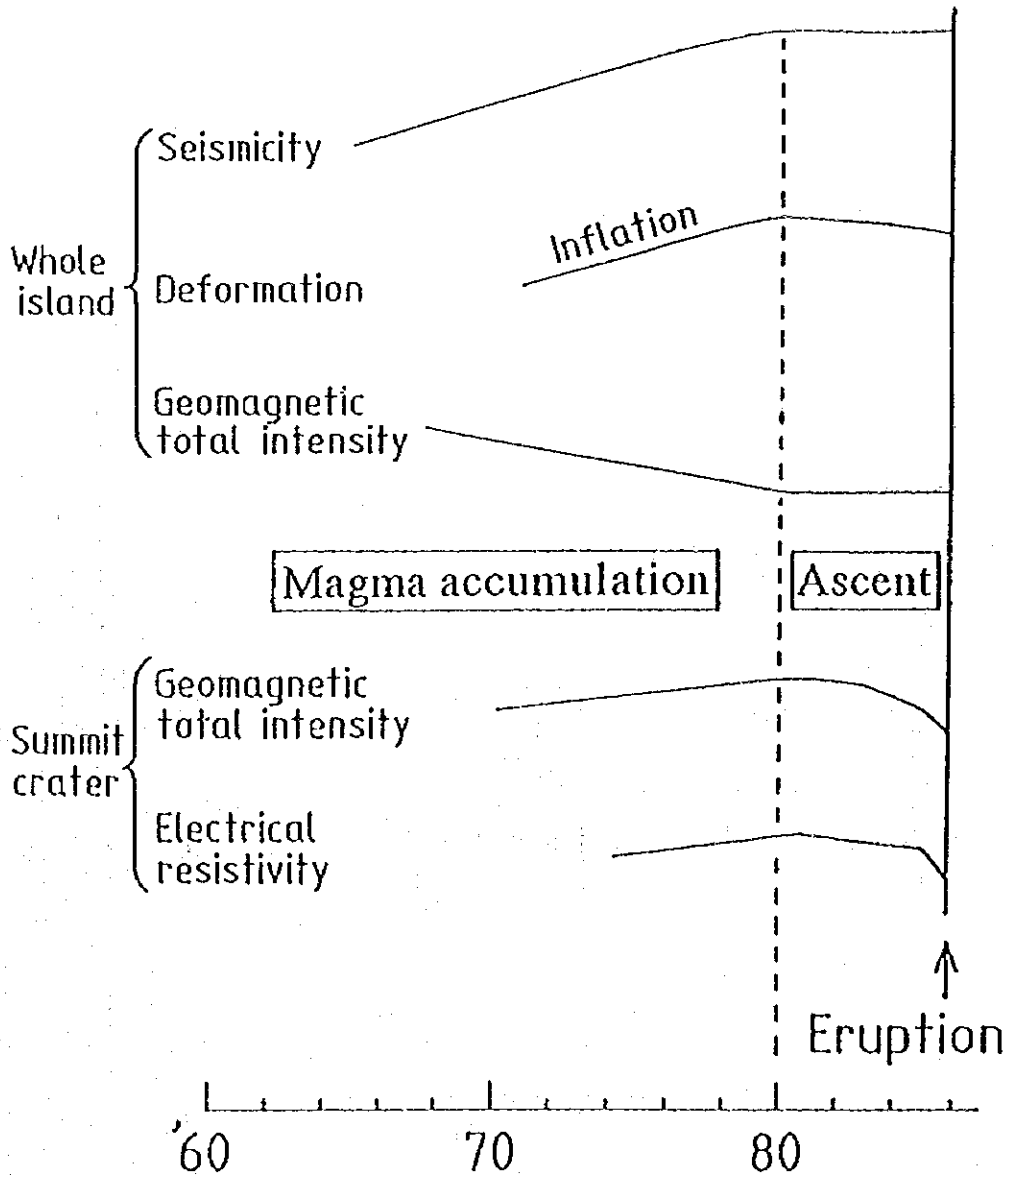 Whole
island
Seismicity
Deformation
Inflation
Geomagnetic
total intensity
Magma accumulation
Ascent
Summit
crater
Geomagnetic
total intensity
Electrical
resistivity
Eruption
'60 70 80